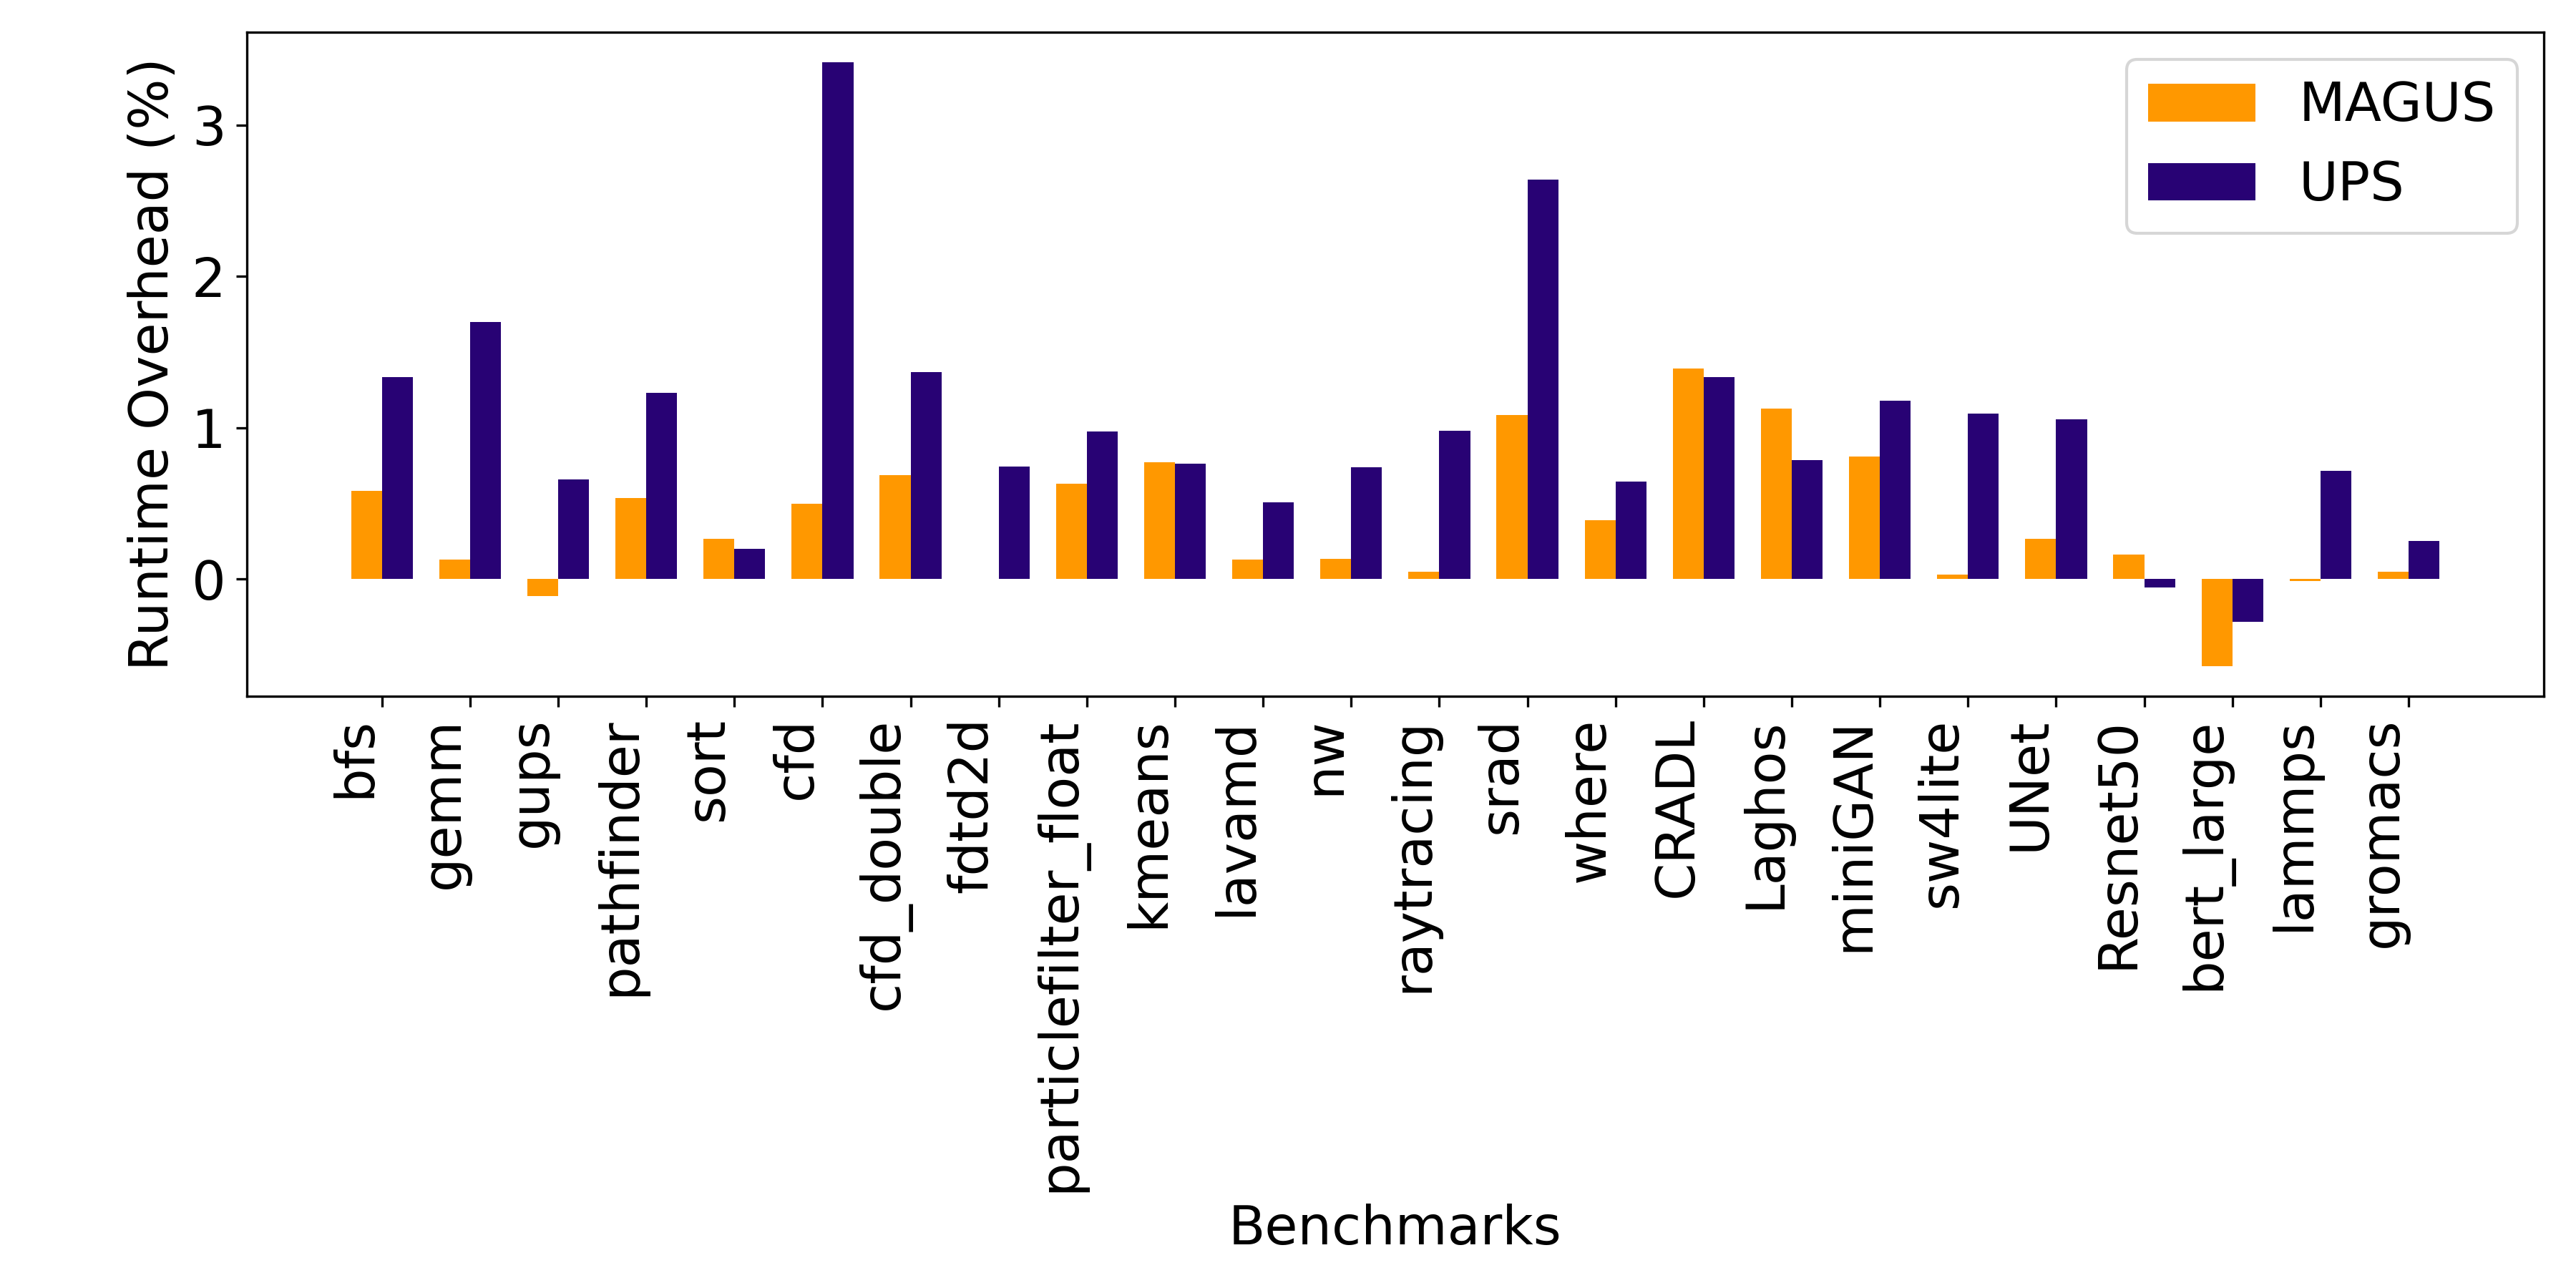 Runtime Overhead (%)
3
2
1
0
MAGUS
UPS
bfs
gemm
gups
pathfinder
sort
cfd
cfd_double
fdtd2d
particlefilter_float
kmeans
lavamd
nw
raytracing
srad
where
CRADL
Laghos
miniGAN
sw4lite
UNet
Resnet50
bert_large
lammps
gromacs
Benchmarks